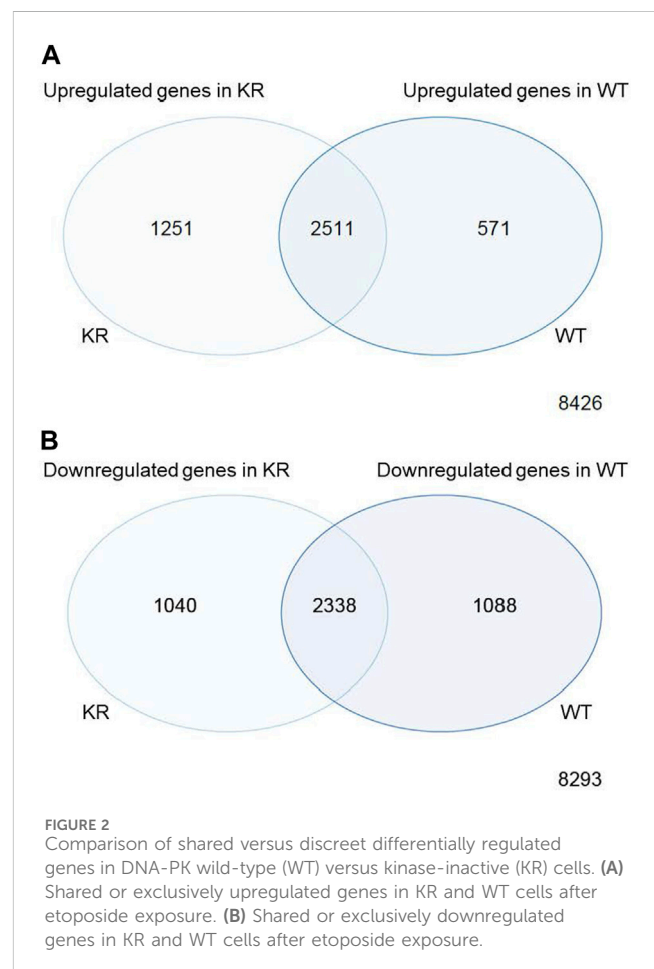 A
Upregulated genes in KR
Upregulated genes in WT
1251
2511
571
KR
WT
8426
B
Downregulated genes in KR
Downregulated genes in WT
1040
2338
1088
KR
WT
8293
FIGURE 2
Comparison of shared versus discreet differentially regulated
genes in DNA-PK wild-type (WT) versus kinase-inactive (KR) cells. (A)
Shared or exclusively upregulated genes in KR and WT cells after
etoposide exposure. (B) Shared or exclusively downregulated
genes in KR and WT cells after etoposide exposure.